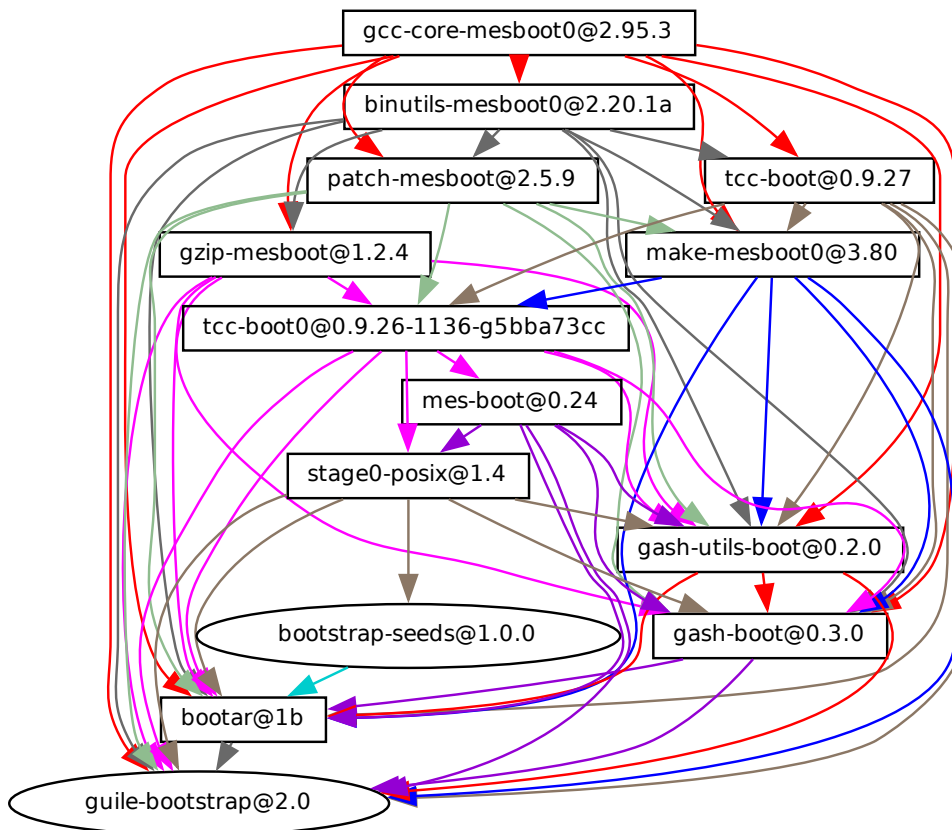 gcc-core-mesboot0@2.95.3
binutils-mesboot0@2.20.1a
patch-mesboot@2.5.9
tcc-boot@0.9.27
gzip-mesboot@1.2.4
make-mesboot0@3.80
tcc-boot0@0.9.26-1136-g5bba73cc
mes-boot@0.24
stage0-posix@1.4
gash-utils-boot@0.2.0
bootstrap-seeds@1.0.0
gash-boot@0.3.0
bootar@1b
guile-bootstrap@2.0